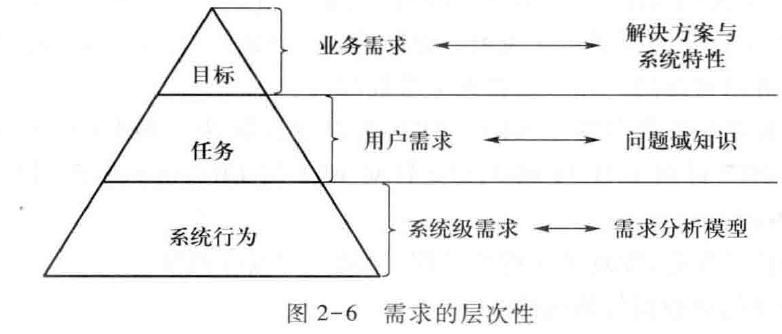 目标
业务需求
解决方案与
系统特性
任务
用户需求
问题域知识
系统行为
系统级需求
需求分析模型
图 2-6 需求的层次性